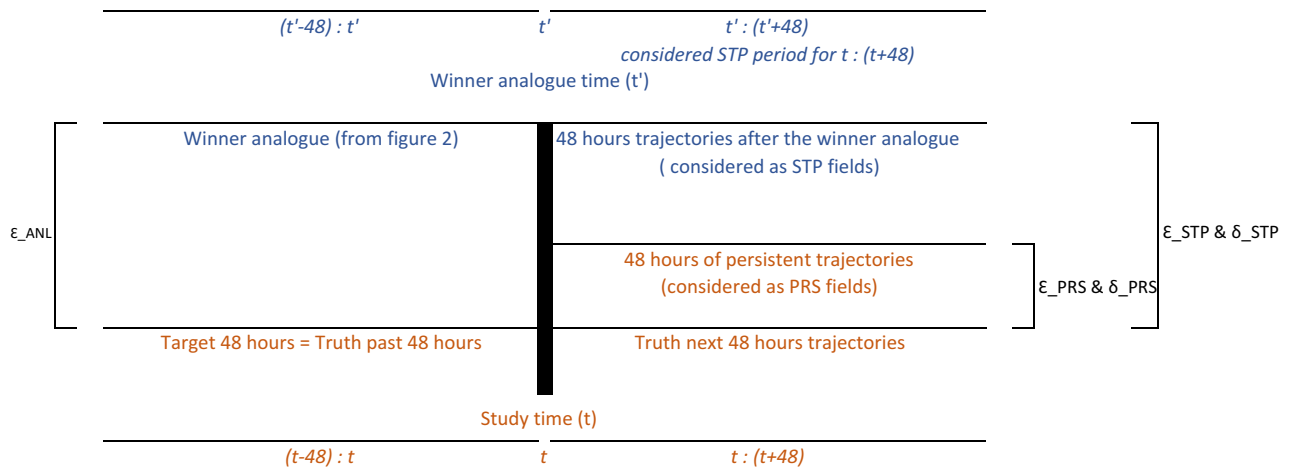 (t'-48) : t' t' t' : (t'+48)
considered STP period for t : (t+48)
Winner analogue time (t')
Winner analogue (from figure 2) 48 hours trajectories after the winner analogue
( considered as STP fields)
ε_ANL
ε_STP & δ_STP
48 hours of persistent trajectories
(considered as PRS fields)
ε_PRS & δ_PRS
Target 48 hours = Truth past 48 hours Truth next 48 hours trajectories
Study time (t)
(t-48) : t t t : (t+48)